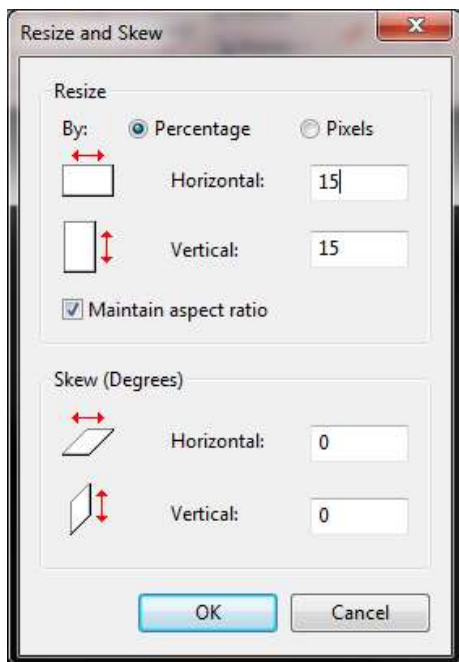 Resize and Skew
Resize
By: Percentage Pixels
Horizontal: 15
Vertical: 15
Maintain aspect ratio
Skew (Degrees)
Horizontal: 0
Vertical: 0
OK Cancel